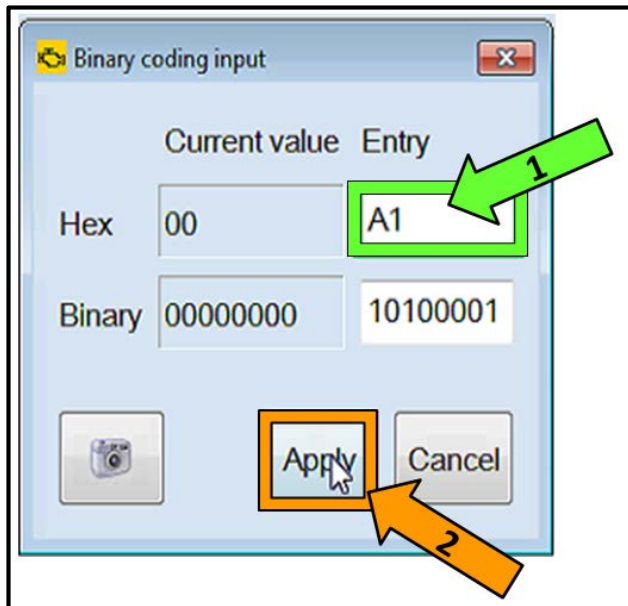 Binary coding input
Current value Entry
1
Hex 00 A1
Binary 00000000 10100001
Apply Cancel
2